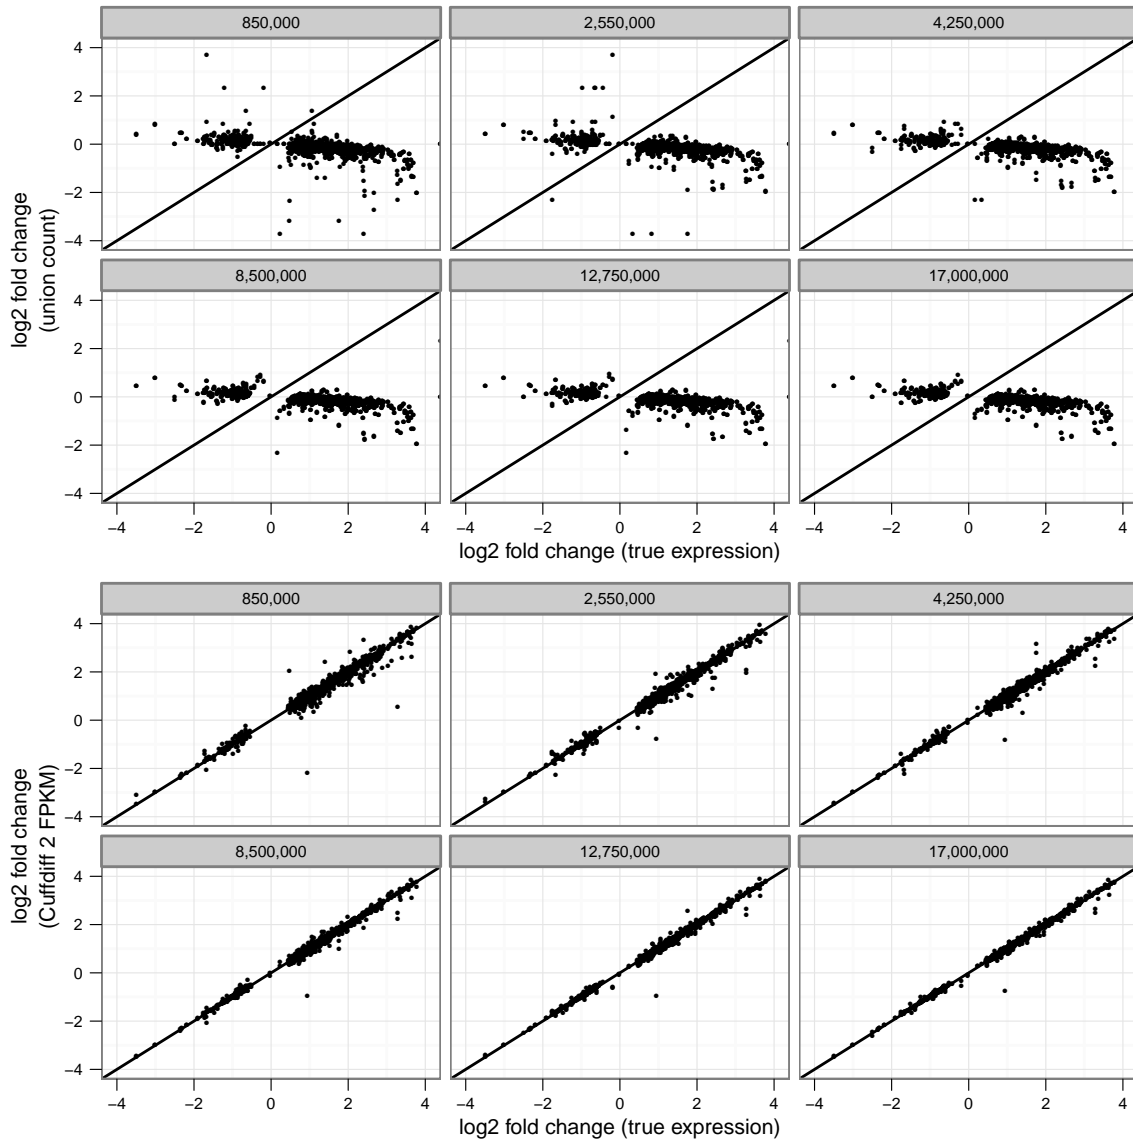 850,000 2,550,000 4,250,000
4
2
0
−2
−4
log2 fold change
(union count)
8,500,000 12,750,000 17,000,000
4
2
0
−2
−4
−4 −2 0 2 4 −4 −2 0 2 4 −4 −2 0 2 4
log2 fold change (true expression)
850,000 2,550,000 4,250,000
4
2
0
−2
−4
log2 fold change
(Cuffdiff 2 FPKM)
8,500,000 12,750,000 17,000,000
4
2
0
−2
−4
−4 −2 0 2 4 −4 −2 0 2 4 −4 −2 0 2 4
log2 fold change (true expression)